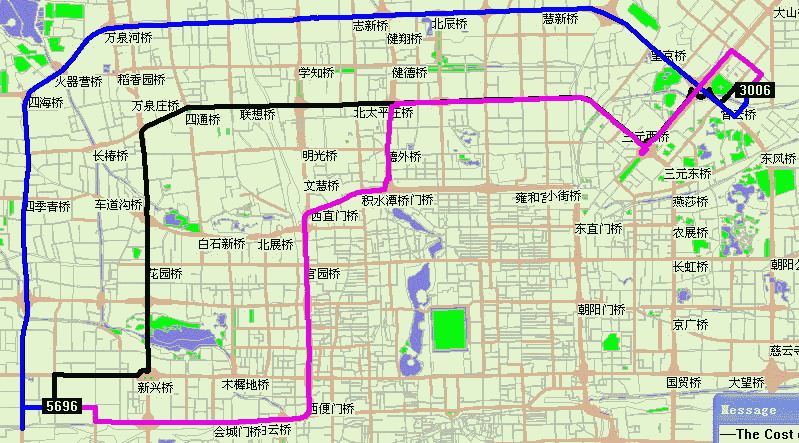 大山
慧新桥
志新桥
北辰桥
万泉河桥
健翔桥
望京桥
学知桥
健德桥
稻香园桥
火器营桥
3006
四海桥
万泉庄桥
联想桥
北太平庄桥
四通桥
三元西桥
长椿桥
明光桥
德外桥
东风桥
三元东桥
文慧桥
积水潭桥
门桥
雍和
小街桥
燕莎桥
四季青桥
车道沟桥
西直门桥
东直门桥
农展桥
白石新桥
北展桥
花园桥
官园桥
长虹桥
朝阳公
朝阳门桥
京广桥
慈云寺
新兴桥
木樨地桥
国贸桥
大望桥
5696
西便门桥
会城门桥
白云桥
Message
—The Cost